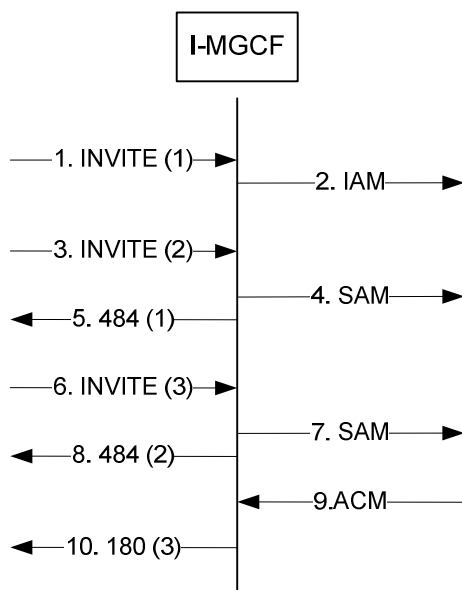 I-MGCF
1. INVITE (1)
2. IAM
3. INVITE (2)
4. SAM
5. 484 (1)
6. INVITE (3)
7. SAM
8. 484 (2)
9.ACM
10. 180 (3)